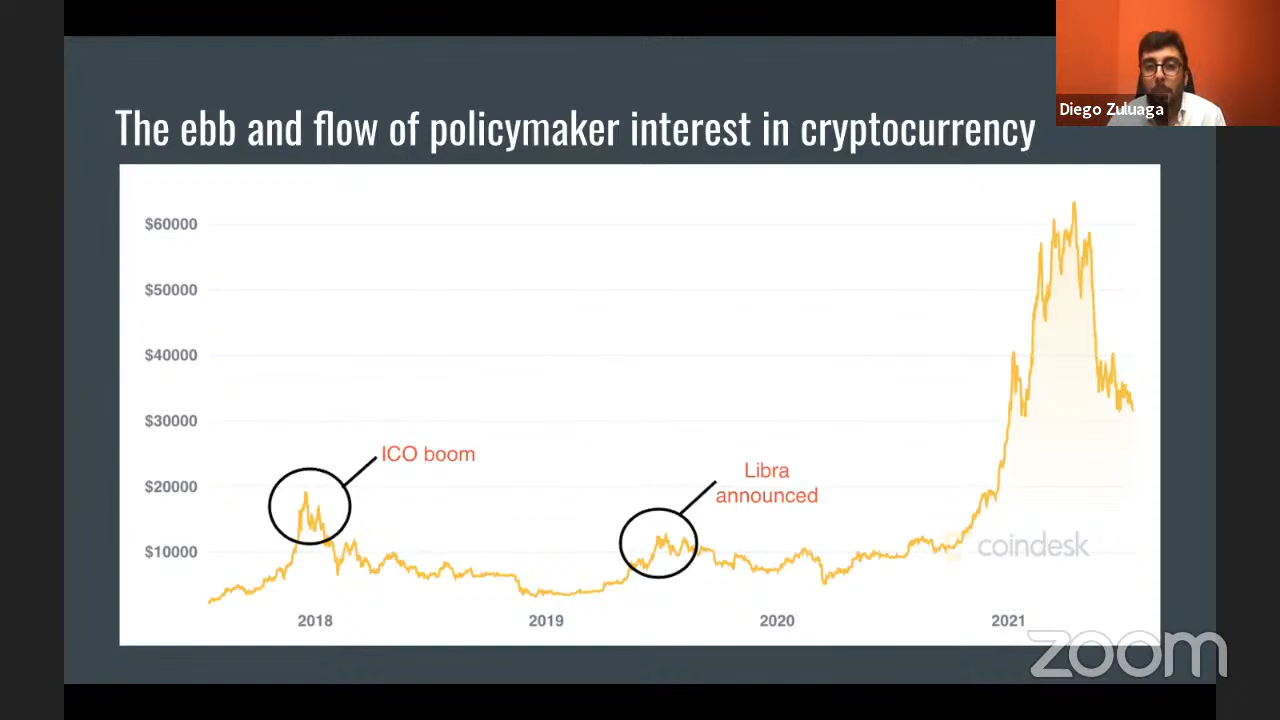 Diego Zuluaga
The ebb and flow of policymaker interest in cryptocurrency
$60000
$50000
$40000
$30000
$20000
$10000
ICO boom
Libra
announced
coindesk
2018 2019 2020 2021
zoom